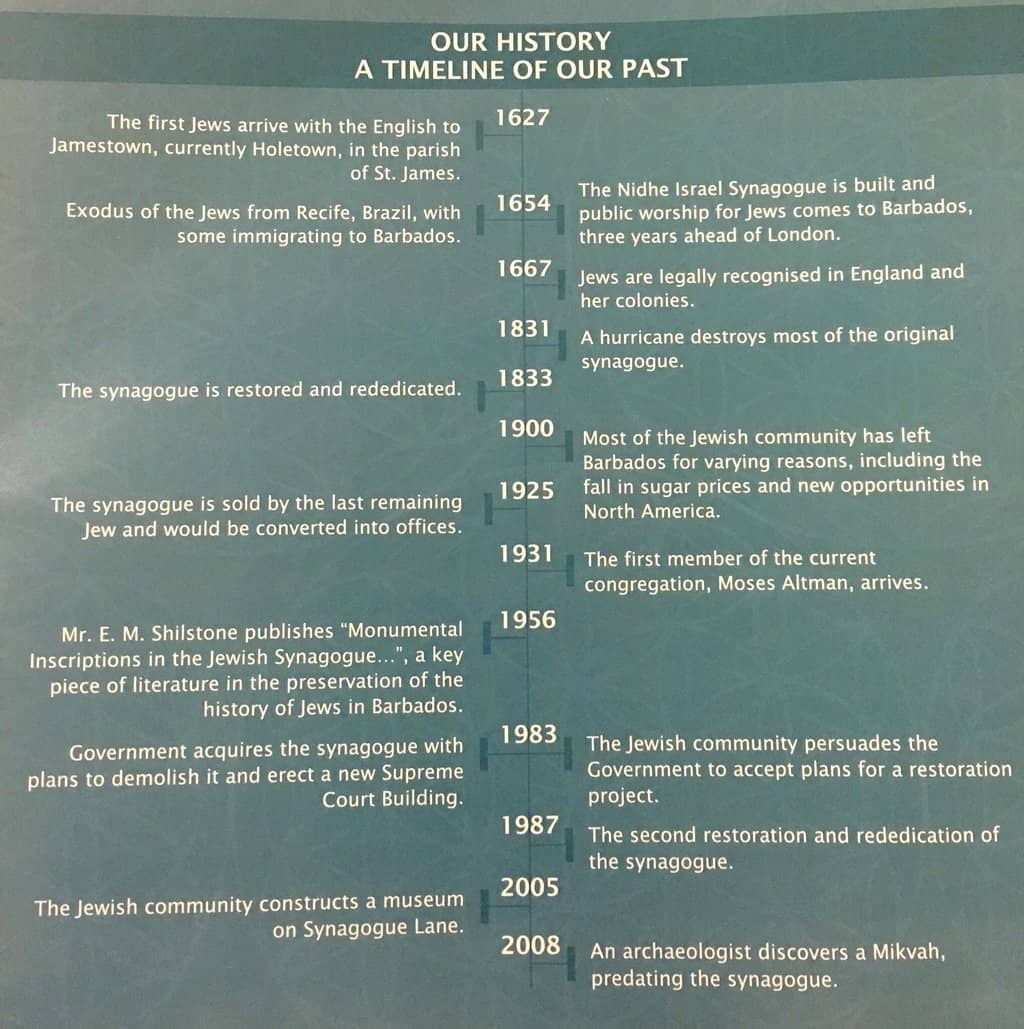 OUR HISTORY
A TIMELINE OF OUR PAST
1627
The first Jews arrive with the English to
Jamestown, currently Holetown, in the parish
of St. James.
1654
Exodus of the Jews from Recife, Brazil, with
some immigrating to Barbados.
The Nidhe Israel Synagogue is built and
public worship for Jews comes to Barbados,
three years ahead of London.
1667
Jews are legally recognised in England and
her colonies.
1831
A hurricane destroys most of the original
synagogue.
1833
The synagogue is restored and rededicated.
1900
Most of the Jewish community has left
Barbados for varying reasons, including the
fall in sugar prices and new opportunities in
North America.
1925
The synagogue is sold by the last remaining
Jew and would be converted into offices.
1931
The first member of the current
congregation, Moses Altman, arrives.
1956
Mr. E. M. Shilstone publishes “Monumental
Inscriptions in the Jewish Synagogue...”, a key
piece of literature in the preservation of the
history of Jews in Barbados.
1983
Government acquires the synagogue with
plans to demolish it and erect a new Supreme
Court Building.
The Jewish community persuades the
Government to accept plans for a restoration
project.
1987
The second restoration and rededication of
the synagogue.
2005
The Jewish community constructs a museum
on Synagogue Lane.
2008
An archaeologist discovers a Mikvah,
predating the synagogue.